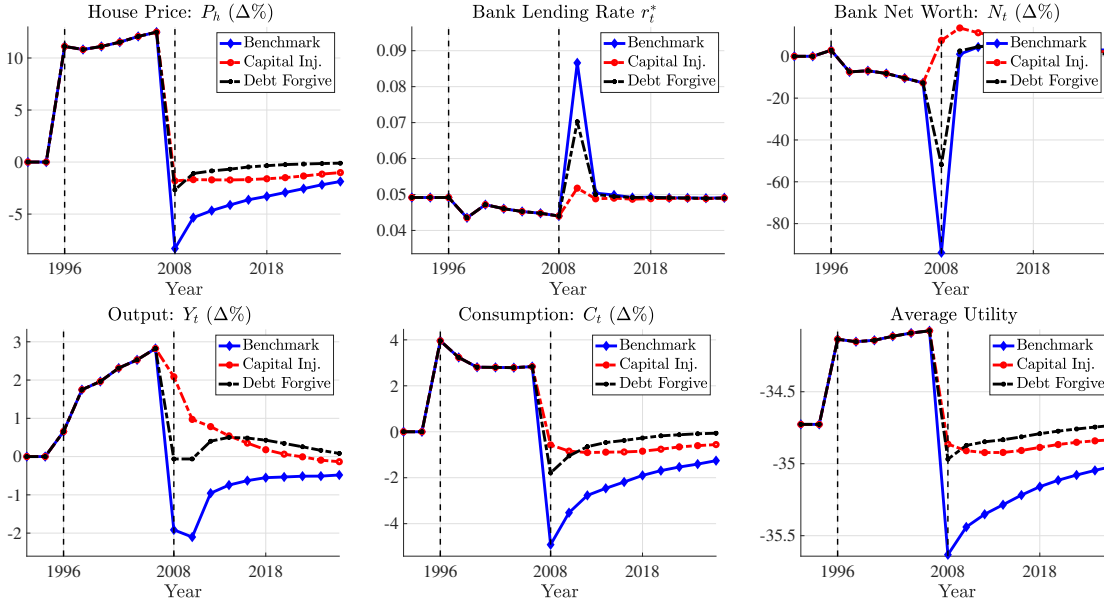 House Price: P_h (Δ%)
10
5
0
-5
1996
2008
2018
Year
Benchmark
Capital Inj.
Debt Forgive
Bank Lending Rate r_t^*
0.09
0.08
0.07
0.06
0.05
0.04
1996
2008
2018
Year
Benchmark
Capital Inj.
Debt Forgive
Bank Net Worth: N_t (Δ%)
0
-20
-40
-60
-80
1996
2008
2018
Year
Benchmark
Capital Inj.
Debt Forgive
Output: Y_t (Δ%)
3
2
1
0
-1
-2
1996
2008
2018
Year
Benchmark
Capital Inj.
Debt Forgive
Consumption: C_t (Δ%)
4
2
0
-2
-4
1996
2008
2018
Year
Benchmark
Capital Inj.
Debt Forgive
Average Utility
-34.5
-35
-35.5
1996
2008
2018
Year
Benchmark
Capital Inj.
Debt Forgive